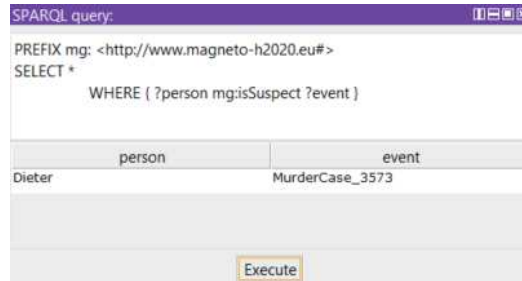 SPARQL query:
PREFIX mg: <http://www.magneto-h2020.eu#>
SELECT *
WHERE { ?person mg:isSuspect ?event }
person event
Dieter MurderCase_3573
Execute